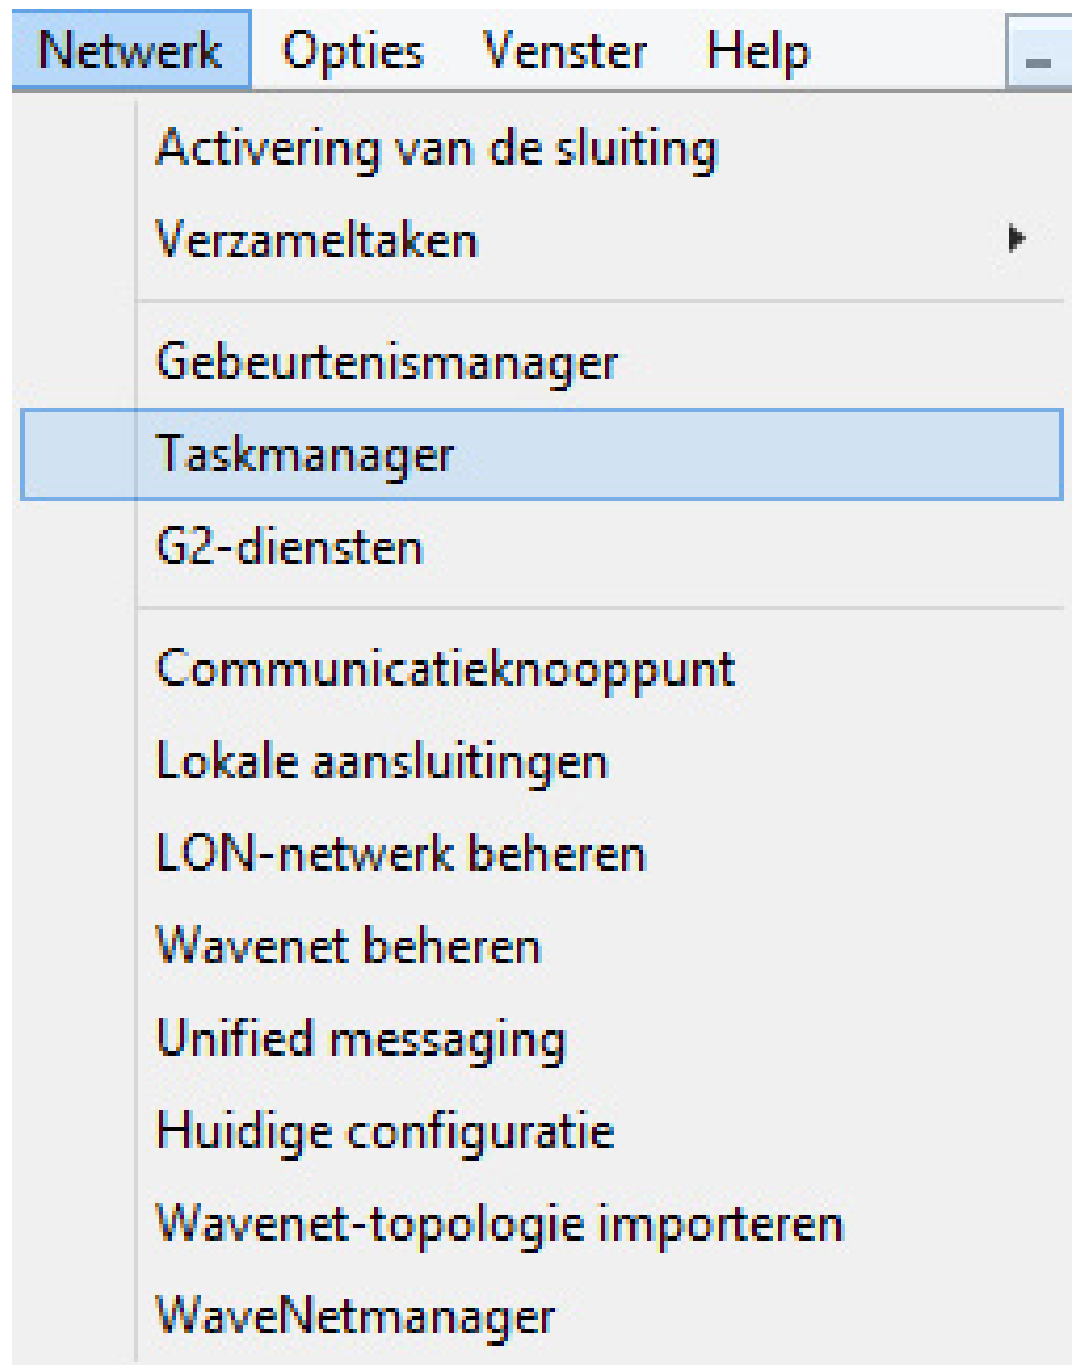 Netwerk Opties Venster Help
Activering van de sluiting
Verzameltaken
Gebeurtenismanager
Taskmanager
G2-diensten
Communicatieknooppunt
Lokale aansluitingen
LON-netwerk beheren
Wavenet beheren
Unified messaging
Huidige configuratie
Wavenet-topologie importeren
WaveNetmanager